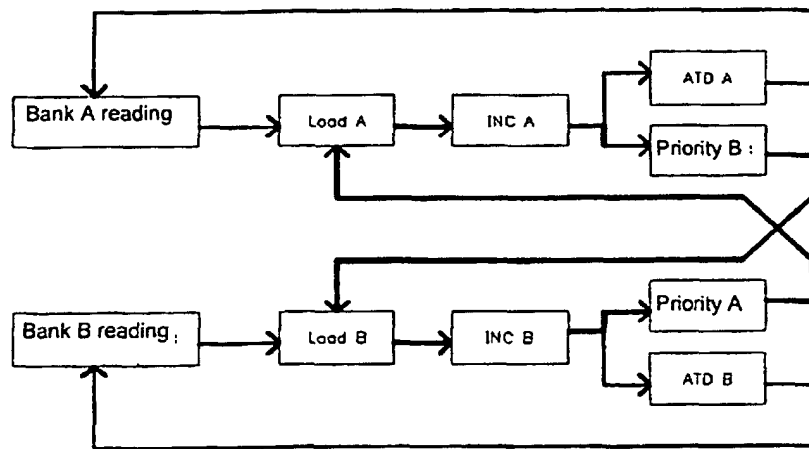 ATD A
Bank A reading
Load A
INC A
Priority B :
Priority A
Bank B reading :
Load B
INC B
ATD B